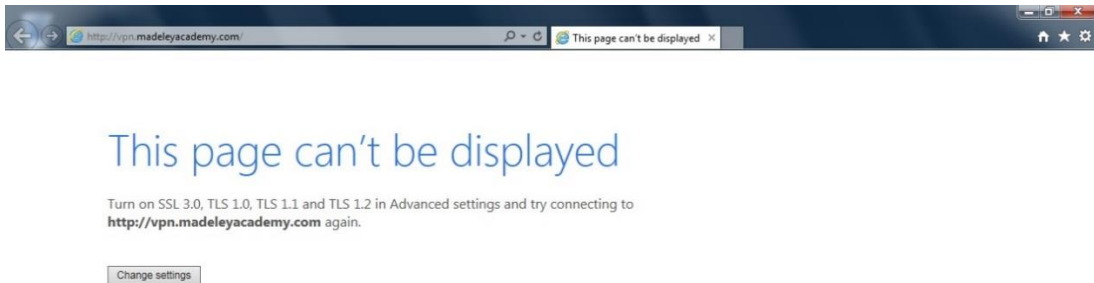 http://vpn.madeleyacademy.com/
This page can't be displayed
This page can't be displayed
Turn on SSL 3.0, TLS 1.0, TLS 1.1 and TLS 1.2 in Advanced settings and try connecting to
http://vpn.madeleyacademy.com again.
Change settings